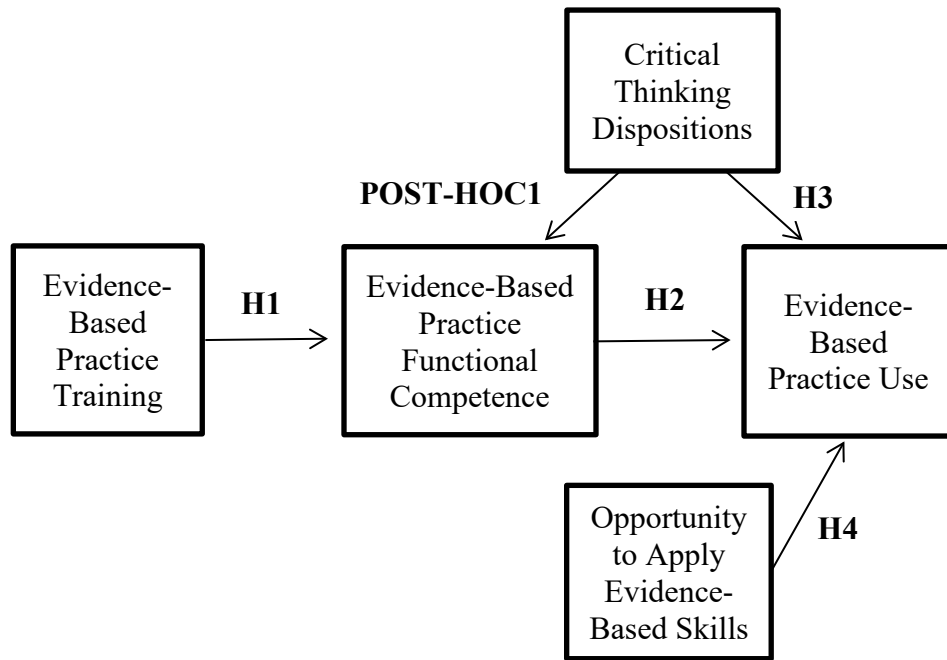 Critical
Thinking
Dispositions
POST-HOC1
H3
Evidence-
Based
Practice
Training
H1
Evidence-Based
Practice
Functional
Competence
H2
Evidence-
Based
Practice Use
Opportunity
to Apply
Evidence-
Based Skills
H4